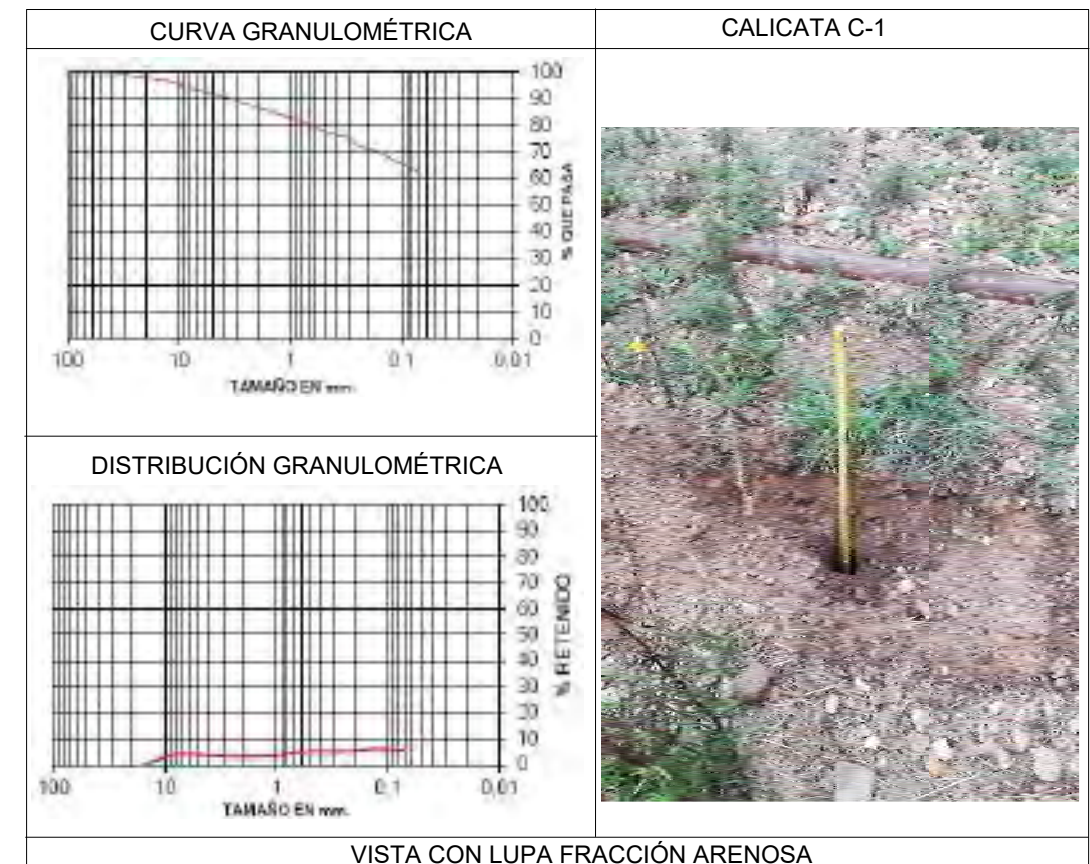 CURVA GRANULOMÉTRICA
CALICATA C-1
100
90
80
70
60
50
40
30
20
10
0
% QUE PASA
100 10 1 0.1 0.01
TAMAÑO EN mm.
DISTRIBUCIÓN GRANULOMÉTRICA
100
90
80
70
60
50
40
30
20
10
0
% RETENIDO
100 10 1 0.1 0.01
TAMAÑO EN mm.
VISTA CON LUPA FRACCIÓN ARENOSA